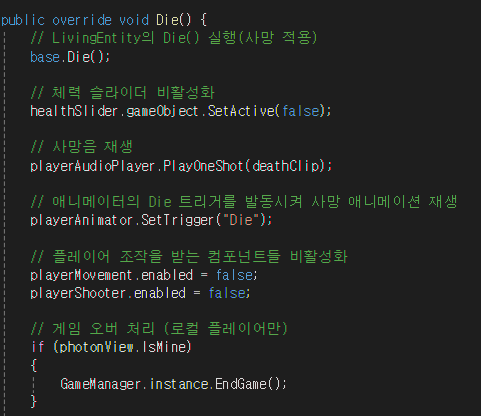 public override void Die() {
// LivingEntity의 Die() 실행(사망 적용)
base.Die();
// 체력 슬라이더 비활성화
healthSlider.gameObject.SetActive(false);
// 사망음 재생
playerAudioPlayer.PlayOneShot(deathClip);
// 애니메이터의 Die 트리거를 발동시켜 사망 애니메이션 재생
playerAnimator.SetTrigger("Die");
// 플레이어 조작을 받는 컴포넌트들 비활성화
playerMovement.enabled = false;
playerShooter.enabled = false;
// 게임 오버 처리 (로컬 플레이어만)
if (photonView.IsMine)
{
GameManager.instance.EndGame();
}